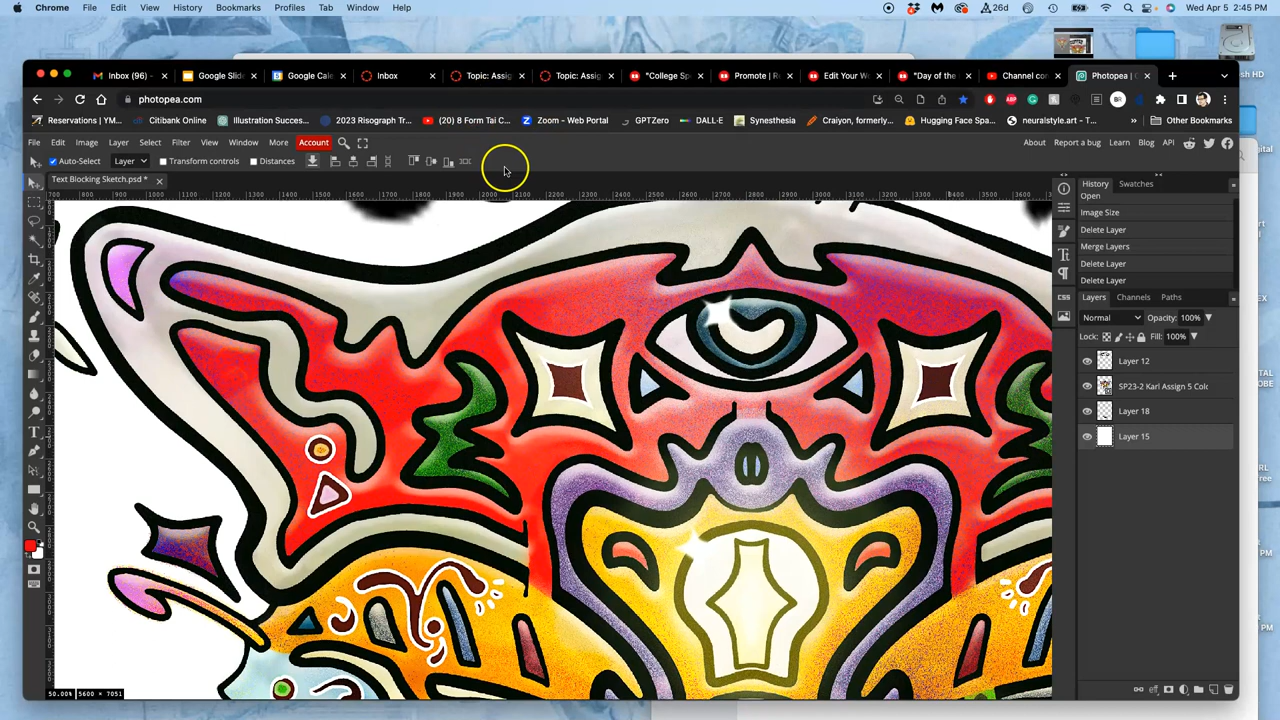 Chrome File Edit View History Bookmarks Profiles Tab Window Help 26d Wed Apr 5 2:45 PM
Inbox (96) – Google Slide Google Cale Inbox Topic: Assig Topic: Assig "College Sp Promote | R Edit Your W "Day of the Channel con Photopea | O
photopea.com
Reservations | YM... Citibank Online Illustration Succes... 2023 Risograph Tr... (20) 8 Form Tai C... Zoom - Web Portal GPTZero DALL·E Synesthesia Craiyon, formerly... Hugging Face Spa... neuralstyle.art - T... Other Bookmarks
File Edit Image Layer Select Filter View Window More Account About Report a bug Learn Blog API
Auto-Select Layer Transform controls Distances
Text Blocking Sketch.psd *
History Swatches
Open
Image Size
Delete Layer
Merge Layers
Delete Layer
Delete Layer
CSS
Layers Channels Paths
Normal Opacity: 100%
Lock: Fill: 100%
Layer 12
SP23-2 Karl Assign 5 Colo
Layer 18
Layer 15
50.00% 5600 × 7051